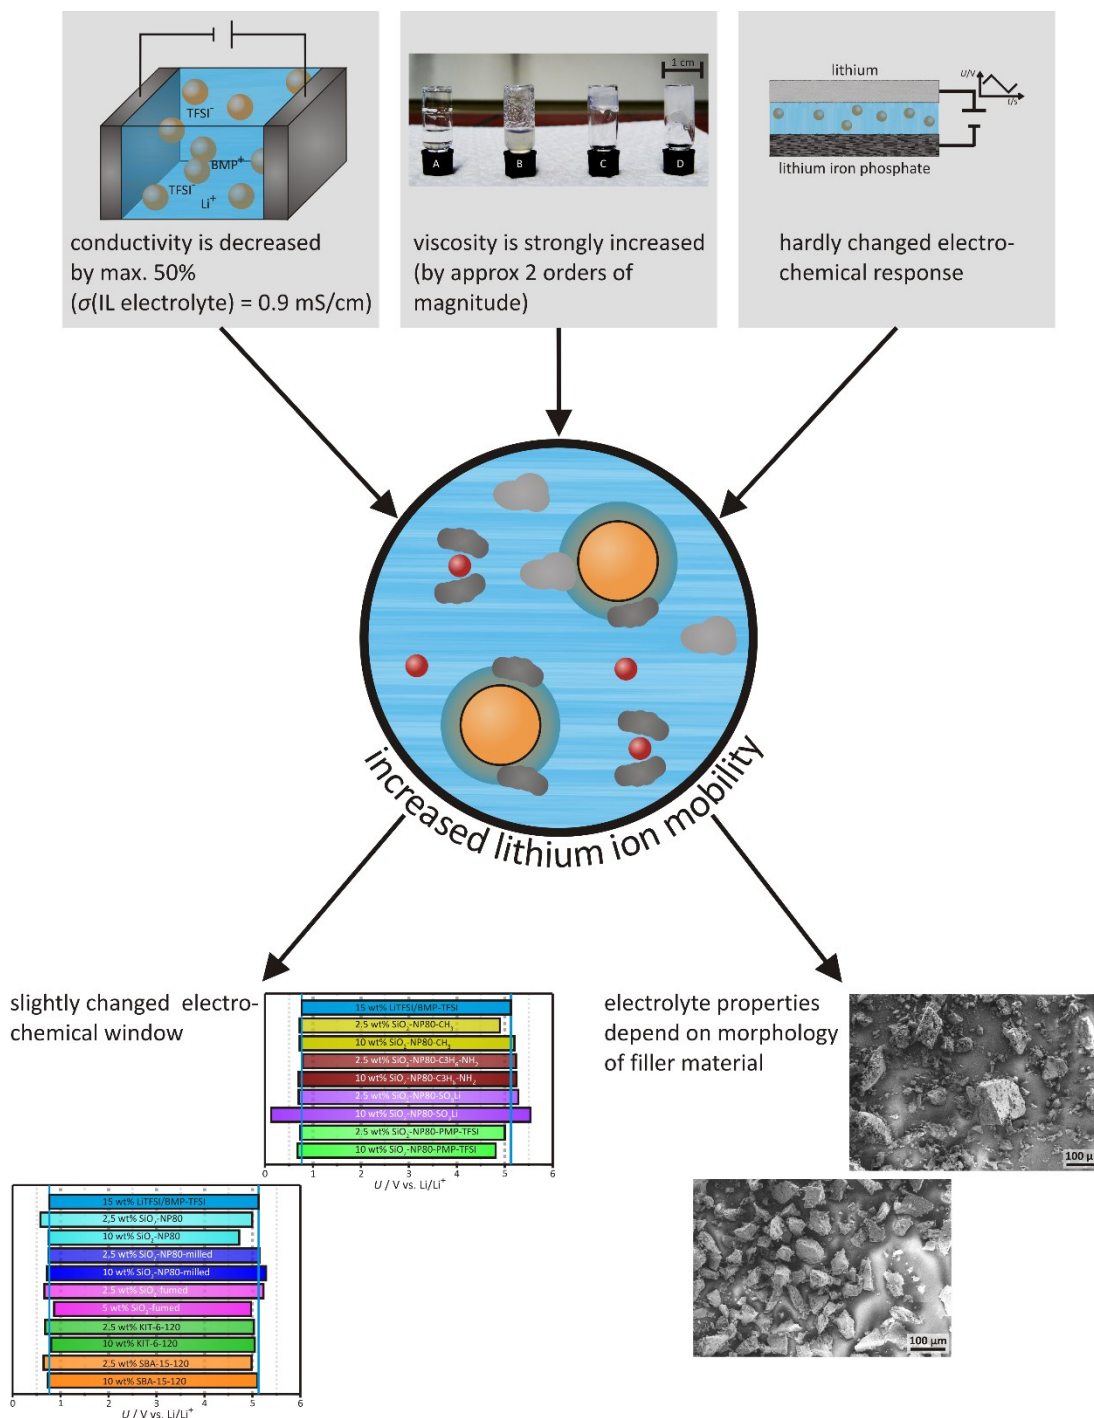 TFSI⁻
BMP⁺
TFSI⁻
Li⁺
conductivity is decreased
by max. 50%
(σ(IL electrolyte) = 0.9 mS/cm)
1 cm
A B C D
viscosity is strongly increased
(by approx 2 orders of
magnitude)
lithium
U/V
t/s
lithium iron phosphate
hardly changed electro-
chemical response
increased lithium ion mobility
slightly changed electro-
chemical window
15 wt% LiTFSI/BMP-TFSI
2.5 wt% SiO₂-NP80-CH₃
10 wt% SiO₂-NP80-CH₃
2.5 wt% SiO₂-NP80-C3H₆-NH₂
10 wt% SiO₂-NP80-C3H₆-NH₂
2.5 wt% SiO₂-NP80-SO₃Li
10 wt% SiO₂-NP80-SO₃Li
2.5 wt% SiO₂-NP80-PMP-TFSI
10 wt% SiO₂-NP80-PMP-TFSI
0 1 2 3 4 5 6
U / V vs. Li/Li⁺
15 wt% LiTFSI/BMP-TFSI
2,5 wt% SiO₂-NP80
10 wt% SiO₂-NP80
2,5 wt% SiO₂-NP80-milled
10 wt% SiO₂-NP80-milled
2.5 wt% SiO₂-fumed
5 wt% SiO₂-fumed
2.5 wt% KIT-6-120
10 wt% KIT-6-120
2.5 wt% SBA-15-120
10 wt% SBA-15-120
0 1 2 3 4 5 6
U / V vs. Li/Li⁺
electrolyte properties
depend on morphology
of filler material
100 µm
100 µm